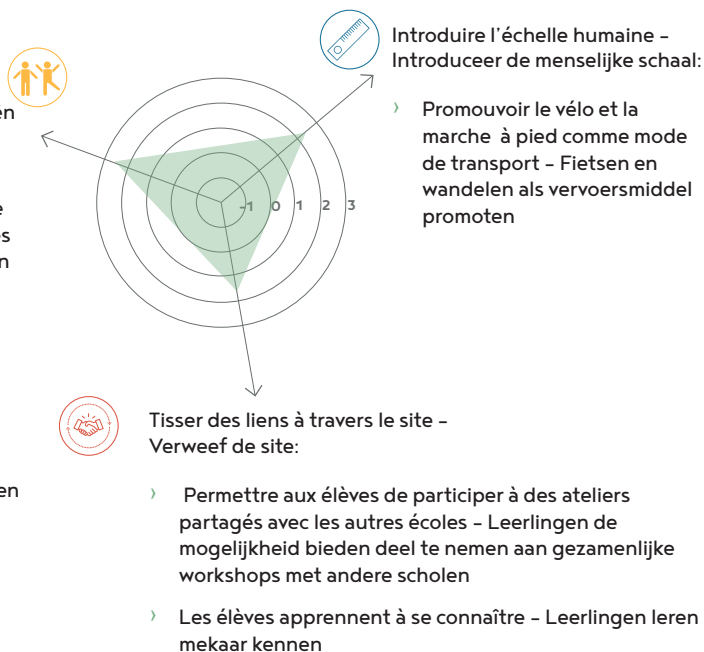 Introduire l'échelle humaine –
Introduceer de menselijke schaal:
› Promouvoir le vélo et la
marche à pied comme mode
de transport – Fietsen en
wandelen als vervoersmiddel
promoten
-1 0 1 2 3
Tisser des liens à travers le site –
Verweef de site:
› Permettre aux élèves de participer à des ateliers
partagés avec les autres écoles – Leerlingen de
mogelijkheid bieden deel te nemen aan gezamenlijke
workshops met andere scholen
› Les élèves apprennent à se connaître – Leerlingen leren
mekaar kennen